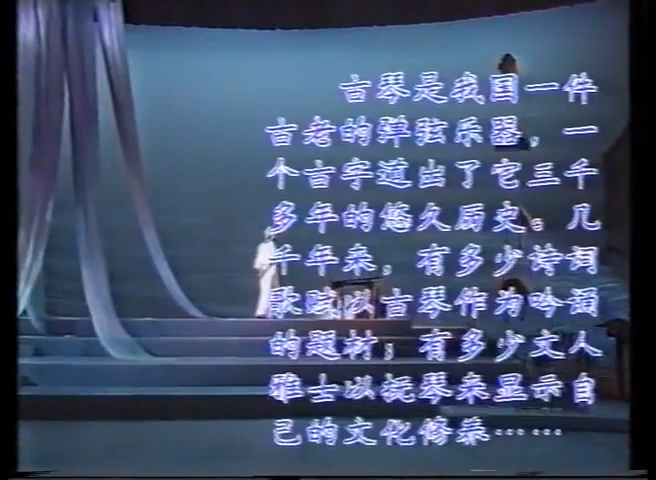 古琴是我国一件
古老的弹弦乐器，一
个古字道出了它三千
多年的悠久历史。几
千年来，有多少诗词
歌赋以古琴作为吟诵
的题材；有多少文人
雅士以抚琴来显示自
己的文化修养……